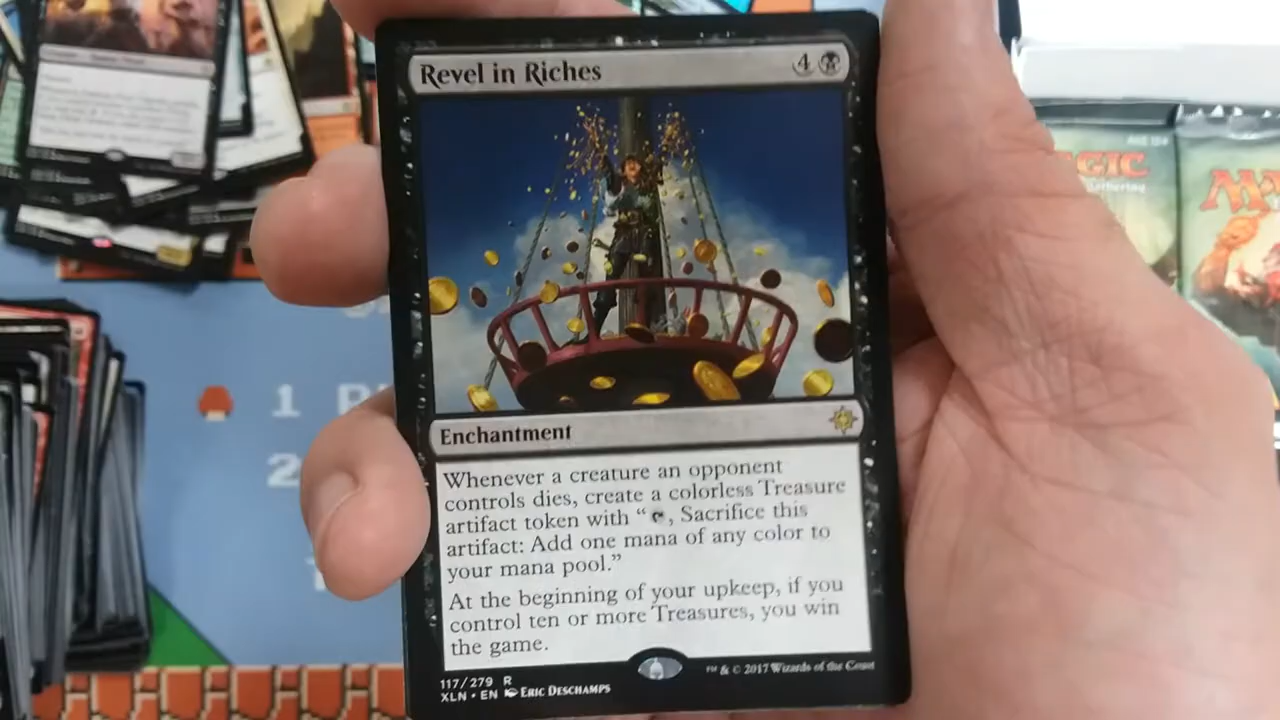 Revel in Riches 4
Enchantment
Whenever a creature an opponent
controls dies, create a colorless Treasure
artifact token with “ , Sacrifice this
artifact: Add one mana of any color to
your mana pool.”
At the beginning of your upkeep, if you
control ten or more Treasures, you win
the game.
117/279 R
XLN • EN ERIC DESCHAMPS
™ & © 2017 Wizards of the Coast
1 P
2
MAGIC
Gathering